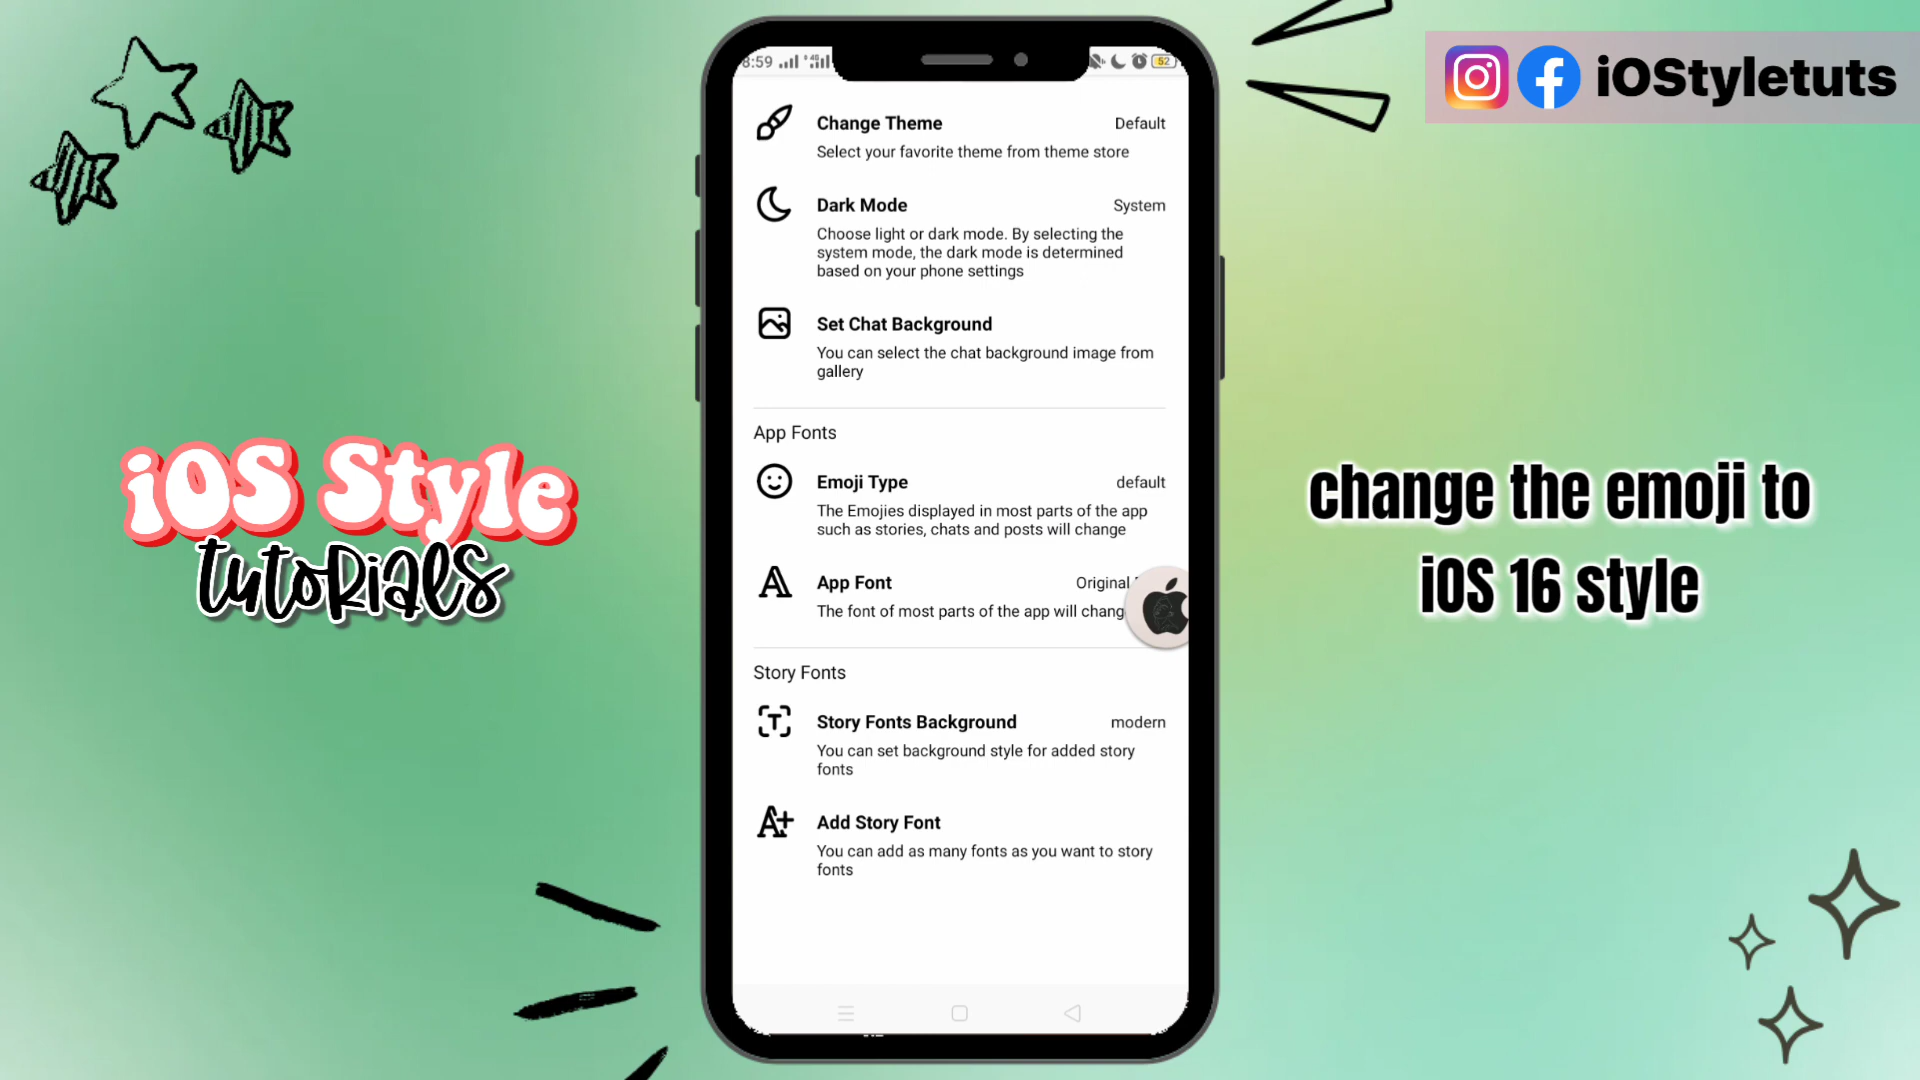 iOStyletuts
8:59
52
Change Theme
Default
Select your favorite theme from theme store
Dark Mode
System
Choose light or dark mode. By selecting the
system mode, the dark mode is determined
based on your phone settings
Set Chat Background
You can select the chat background image from
gallery
App Fonts
Emoji Type
default
The Emojies displayed in most parts of the app
such as stories, chats and posts will change
App Font
Original
The font of most parts of the app will chang
Story Fonts
Story Fonts Background
modern
You can set background style for added story
fonts
Add Story Font
You can add as many fonts as you want to story
fonts
iOS Style
tutorials
change the emoji to
iOS 16 style